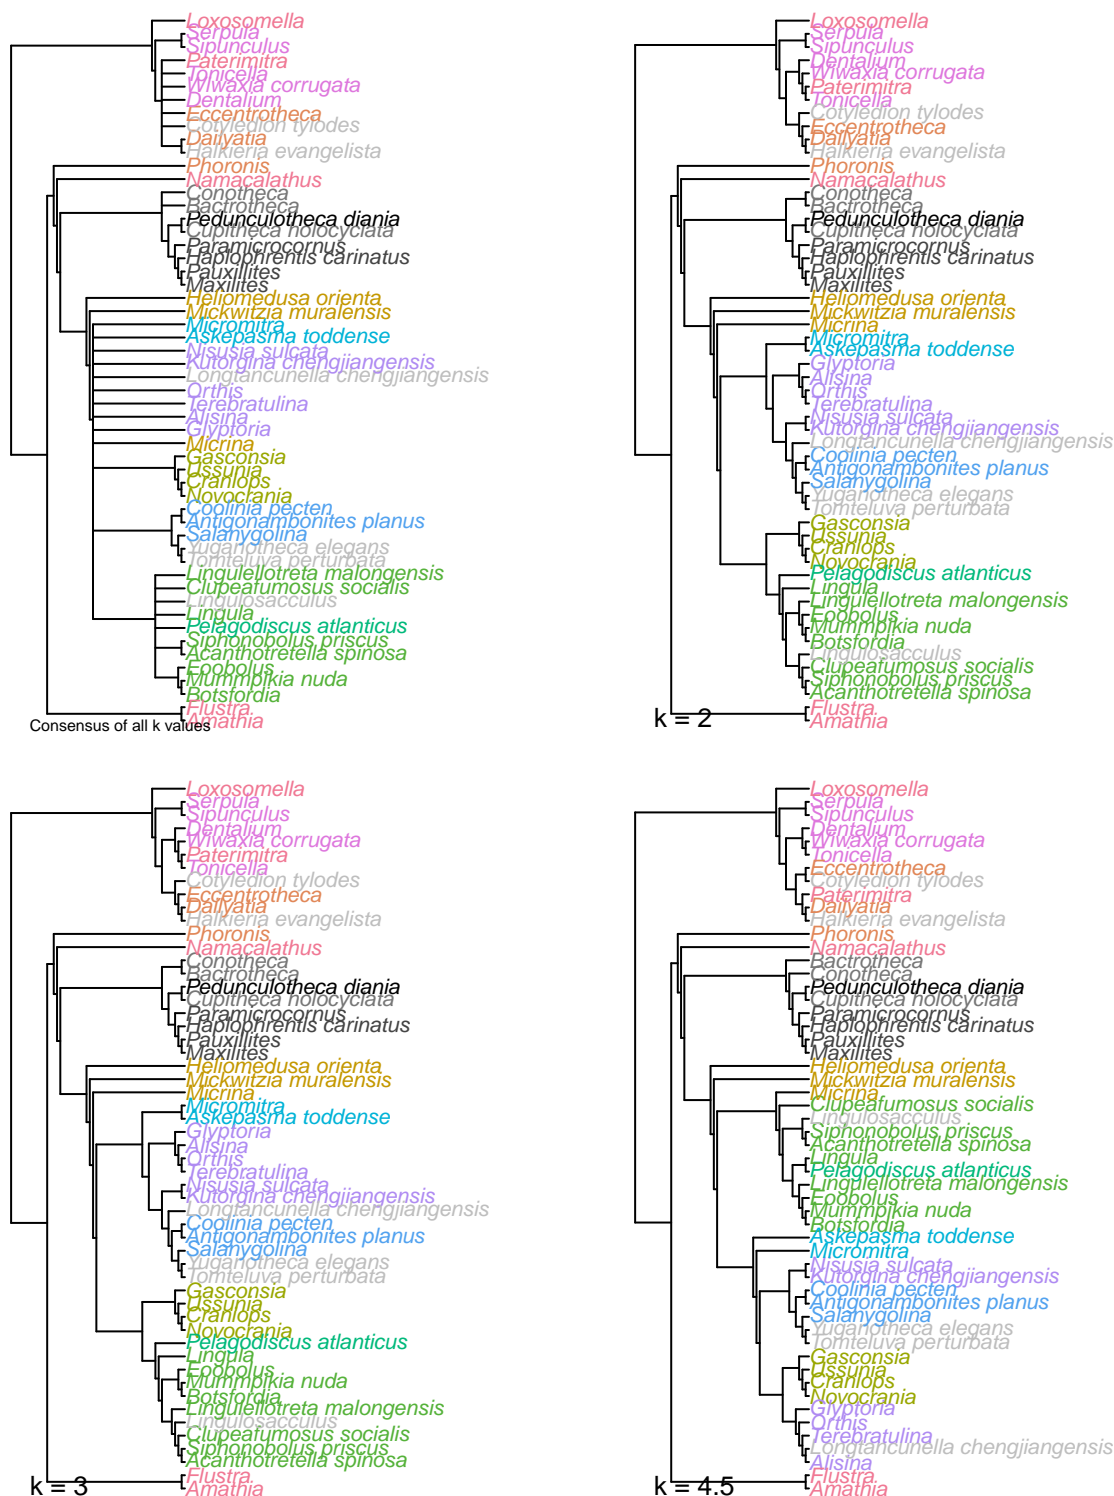 Loxosomella
Serpula
Sipunculus
Paterimitra
Tonicella
Wiwaxia corrugata
Dentalium
Eccentrotheca
Cotyledion tylodes
Dailyatia
Halkieria evangelista
Phoronis
Namacalathus
Conotheca
Bactrotheca
Pedunculotheca diania
Cupitheca holocyclata
Paramicrocornus
Haplophrentis carinatus
Pauxillites
Maxilites
Heliomedusa orienta
Mickwitzia muralensis
Micromitra
Askepasma toddense
Nisusia sulcata
Kutorgina chengjiangensis
Longtancunella chengjiangensis
Orthis
Terebratulina
Alisina
Glyptoria
Micrina
Gasconsia
Ussunia
Craniops
Novocrania
Coolinia pecten
Antigonambonites planus
Salanygolina
Yuganotheca elegans
Tomteluva perturbata
Lingulellotreta malongensis
Clupeafumosus socialis
Lingulosacculus
Lingula
Pelagodiscus atlanticus
Siphonobolus priscus
Acanthotretella spinosa
Eoobolus
Mummpikia nuda
Botsfordia
Flustra
Amathia
Consensus of all k values
Loxosomella
Serpula
Sipunculus
Dentalium
Wiwaxia corrugata
Paterimitra
Tonicella
Cotyledion tylodes
Eccentrotheca
Dailyatia
Halkieria evangelista
Phoronis
Namacalathus
Conotheca
Bactrotheca
Pedunculotheca diania
Cupitheca holocyclata
Paramicrocornus
Haplophrentis carinatus
Pauxillites
Maxilites
Heliomedusa orienta
Mickwitzia muralensis
Micrina
Micromitra
Askepasma toddense
Glyptoria
Alisina
Orthis
Terebratulina
Nisusia sulcata
Kutorgina chengjiangensis
Longtancunella chengjiangensis
Coolinia pecten
Antigonambonites planus
Salanygolina
Yuganotheca elegans
Tomteluva perturbata
Gasconsia
Ussunia
Craniops
Novocrania
Pelagodiscus atlanticus
Lingula
Lingulellotreta malongensis
Eoobolus
Mummpikia nuda
Botsfordia
Lingulosacculus
Clupeafumosus socialis
Siphonobolus priscus
Acanthotretella spinosa
Flustra
Amathia
k = 2
Loxosomella
Serpula
Sipunculus
Dentalium
Wiwaxia corrugata
Paterimitra
Tonicella
Cotyledion tylodes
Eccentrotheca
Dailyatia
Halkieria evangelista
Phoronis
Namacalathus
Conotheca
Bactrotheca
Pedunculotheca diania
Cupitheca holocyclata
Paramicrocornus
Haplophrentis carinatus
Pauxillites
Maxilites
Heliomedusa orienta
Mickwitzia muralensis
Micrina
Micromitra
Askepasma toddense
Glyptoria
Alisina
Orthis
Terebratulina
Nisusia sulcata
Kutorgina chengjiangensis
Longtancunella chengjiangensis
Coolinia pecten
Antigonambonites planus
Salanygolina
Yuganotheca elegans
Tomteluva perturbata
Gasconsia
Ussunia
Craniops
Novocrania
Pelagodiscus atlanticus
Lingula
Eoobolus
Mummpikia nuda
Botsfordia
Lingulellotreta malongensis
Lingulosacculus
Clupeafumosus socialis
Siphonobolus priscus
Acanthotretella spinosa
Flustra
Amathia
k = 3
Loxosomella
Serpula
Sipunculus
Dentalium
Wiwaxia corrugata
Tonicella
Eccentrotheca
Cotyledion tylodes
Paterimitra
Dailyatia
Halkieria evangelista
Phoronis
Namacalathus
Bactrotheca
Conotheca
Pedunculotheca diania
Cupitheca holocyclata
Paramicrocornus
Haplophrentis carinatus
Pauxillites
Maxilites
Heliomedusa orienta
Mickwitzia muralensis
Micrina
Clupeafumosus socialis
Lingulosacculus
Siphonobolus priscus
Acanthotretella spinosa
Lingula
Pelagodiscus atlanticus
Lingulellotreta malongensis
Eoobolus
Mummpikia nuda
Botsfordia
Askepasma toddense
Micromitra
Nisusia sulcata
Kutorgina chengjiangensis
Coolinia pecten
Antigonambonites planus
Salanygolina
Yuganotheca elegans
Tomteluva perturbata
Gasconsia
Ussunia
Craniops
Novocrania
Glyptoria
Orthis
Terebratulina
Longtancunella chengjiangensis
Alisina
Flustra
Amathia
k = 4.5